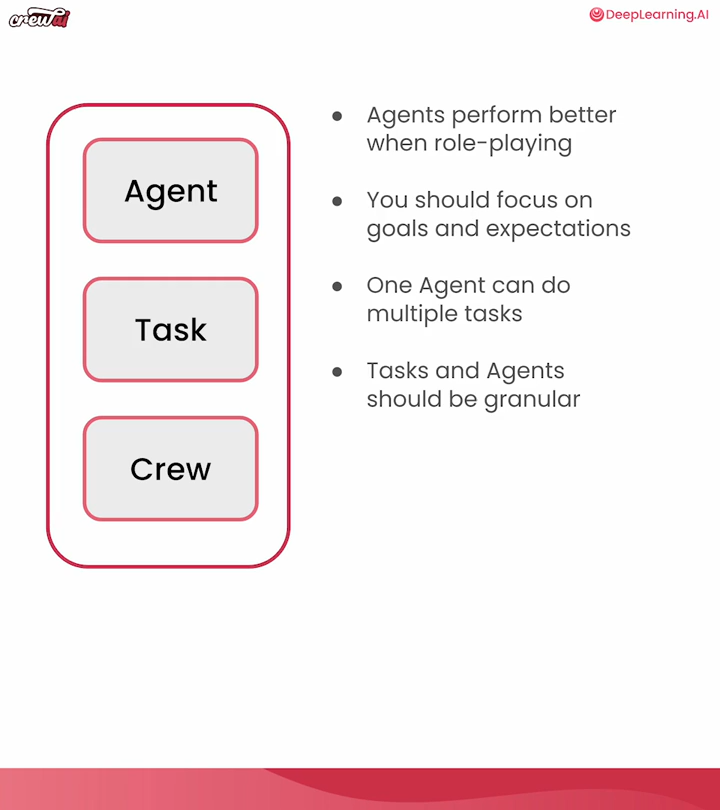 crewai
DeepLearning.AI
Agent
Task
Crew
● Agents perform better
when role-playing
● You should focus on
goals and expectations
● One Agent can do
multiple tasks
● Tasks and Agents
should be granular